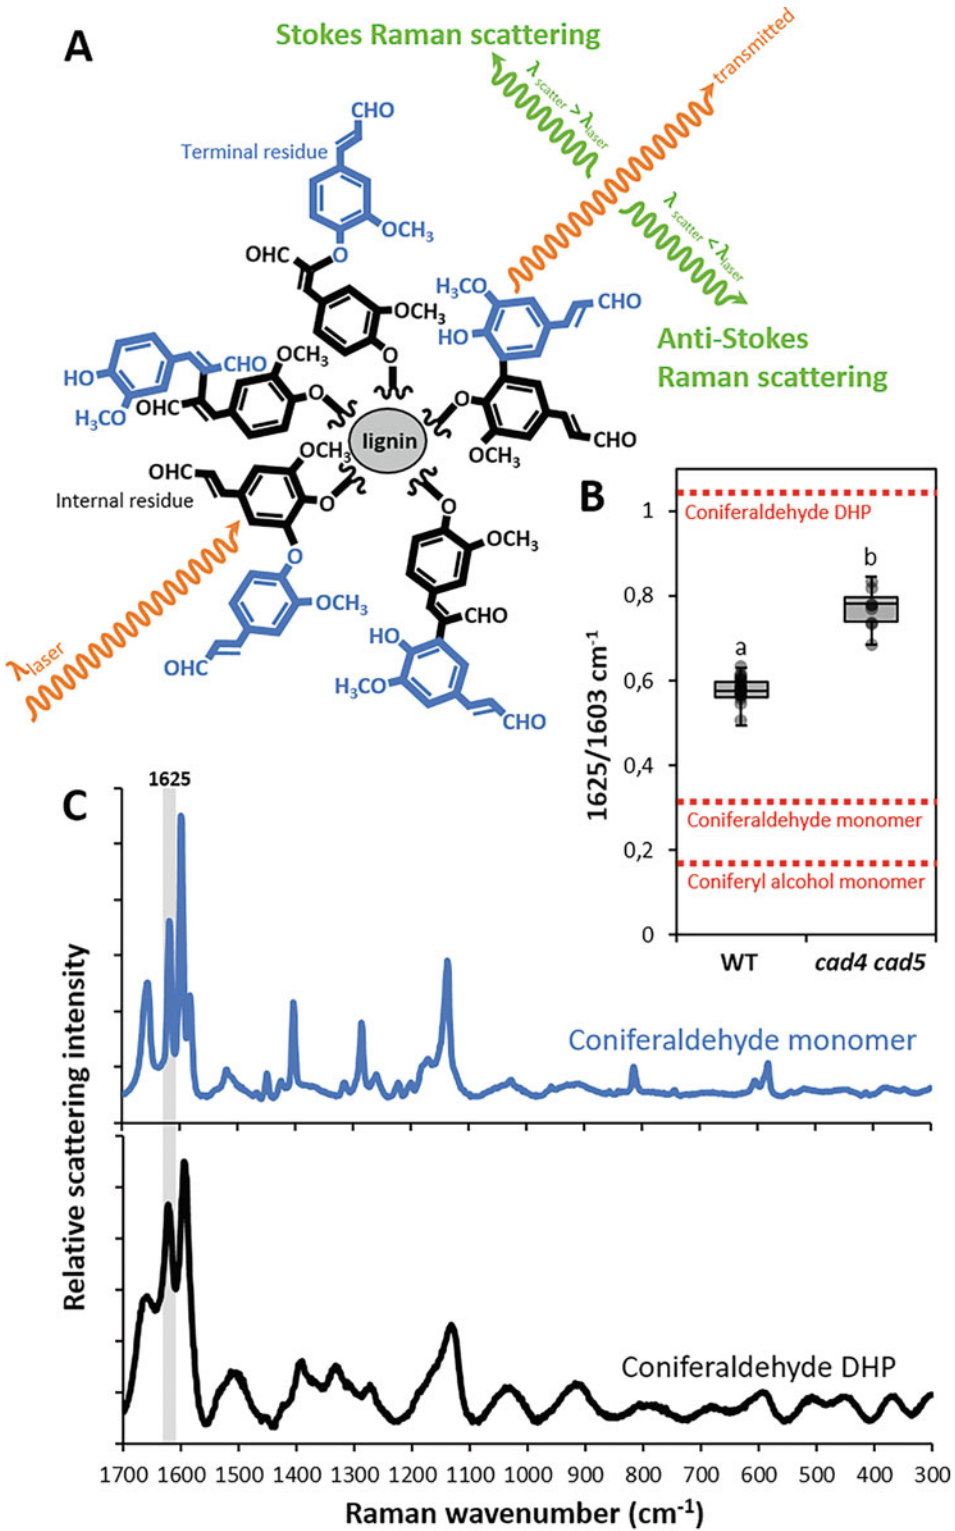 A
Stokes Raman scattering
λ scatter > λ laser
transmitted
λ scatter < λ laser
Anti-Stokes
Raman scattering
Terminal residue
CHO
OCH₃
O
OHC
OCH₃
O
H₃CO
CHO
HO
O
OCH₃
CHO
HO
CHO
H₃CO
OHC
OCH₃
O
lignin
OHC
OCH₃
O
Internal residue
O
OCH₃
OHC
O
OCH₃
CHO
HO
H₃CO
CHO
λlaser
B
1625/1603 cm⁻¹
1
0,8
0,6
0,4
0,2
0
Coniferaldehyde DHP
a
b
Coniferaldehyde monomer
Coniferyl alcohol monomer
WT
cad4 cad5
C
1625
Relative scattering intensity
Coniferaldehyde monomer
Coniferaldehyde DHP
1700 1600 1500 1400 1300 1200 1100 1000 900 800 700 600 500 400 300
Raman wavenumber (cm⁻¹)